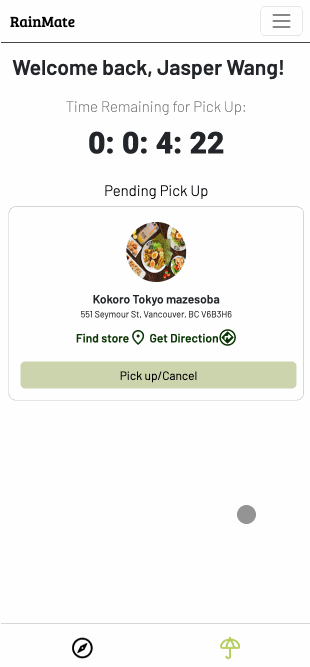 RainMate
Welcome back, Jasper Wang!
Time Remaining for Pick Up:
0: 0: 4: 22
Pending Pick Up
Kokoro Tokyo mazesoba
551 Seymour St, Vancouver, BC V6B3H6
Find store Get Direction
Pick up/Cancel